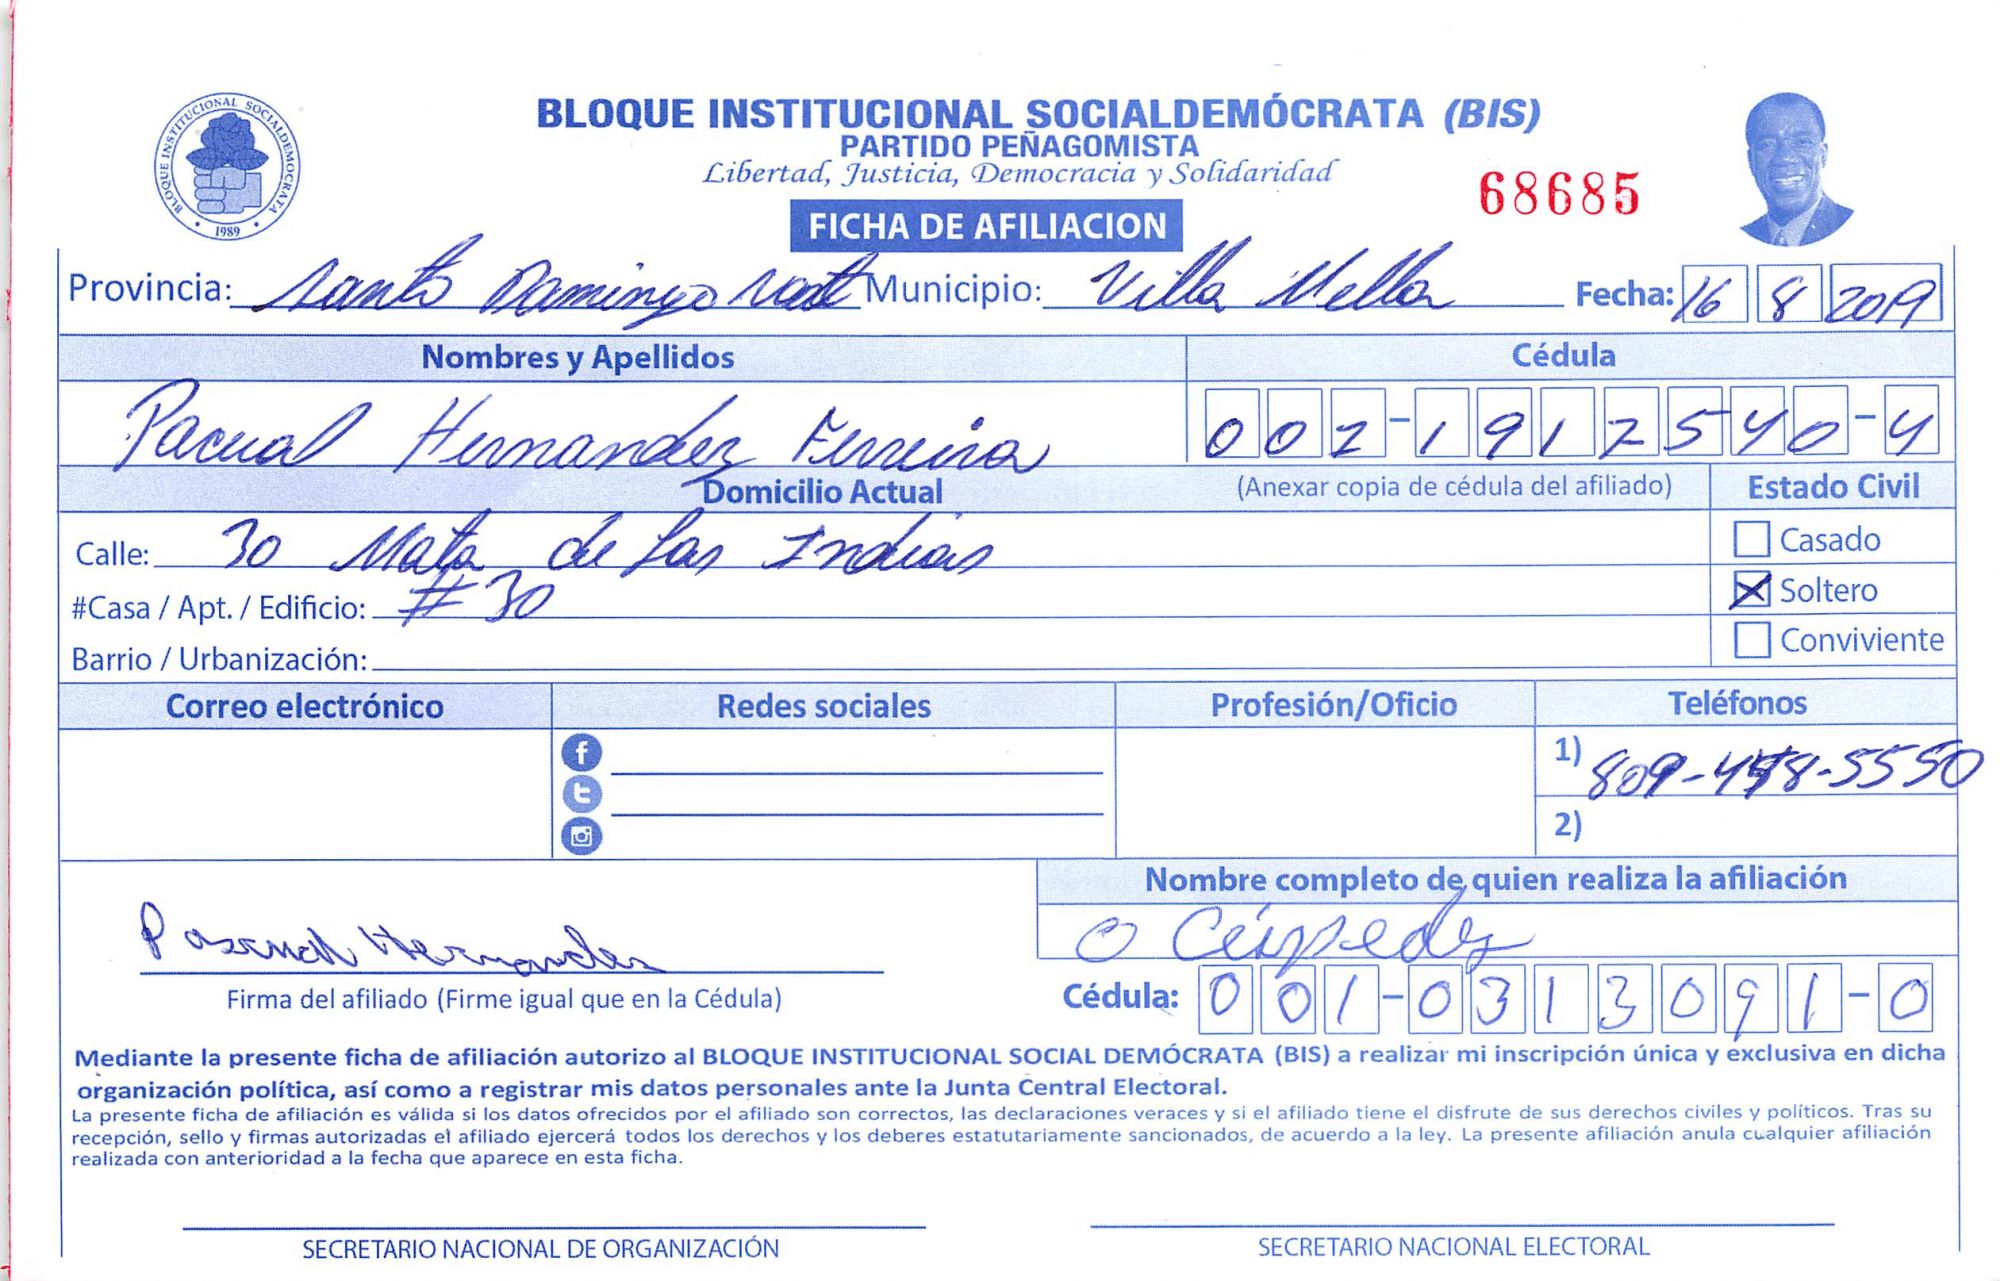 BLOQUE INSTITUCIONAL SOCIALDEMOCRATA
1989
BLOQUE INSTITUCIONAL SOCIALDEMÓCRATA (BIS)
PARTIDO PEÑAGOMISTA
Libertad, Justicia, Democracia y Solidaridad
68685
FICHA DE AFILIACION
Provincia: Santo Domingo Municipio: Villa Mella Fecha: 16 8 2019
Nombres y Apellidos Cédula
Pascual Hernandez Ferreira 002-1912540-4
Domicilio Actual (Anexar copia de cédula del afiliado) Estado Civil
Calle: 30 Mata de Las Indias Casado
#Casa / Apt. / Edificio: #30 Soltero
Barrio / Urbanización: Conviviente
Correo electrónico Redes sociales Profesión/Oficio Teléfonos
1) 809-458-5550
2)
Nombre completo de quien realiza la afiliación
O Céspedes
Pascual Hernandez
Firma del afiliado (Firme igual que en la Cédula) Cédula: 001-0313091-0
Mediante la presente ficha de afiliación autorizo al BLOQUE INSTITUCIONAL SOCIAL DEMÓCRATA (BIS) a realizar mi inscripción única y exclusiva en dicha
organización política, así como a registrar mis datos personales ante la Junta Central Electoral.
La presente ficha de afiliación es válida si los datos ofrecidos por el afiliado son correctos, las declaraciones veraces y si el afiliado tiene el disfrute de sus derechos civiles y políticos. Tras su
recepción, sello y firmas autorizadas el afiliado ejercerá todos los derechos y los deberes estatutariamente sancionados, de acuerdo a la ley. La presente afiliación anula cualquier afiliación
realizada con anterioridad a la fecha que aparece en esta ficha.
SECRETARIO NACIONAL DE ORGANIZACIÓN SECRETARIO NACIONAL ELECTORAL